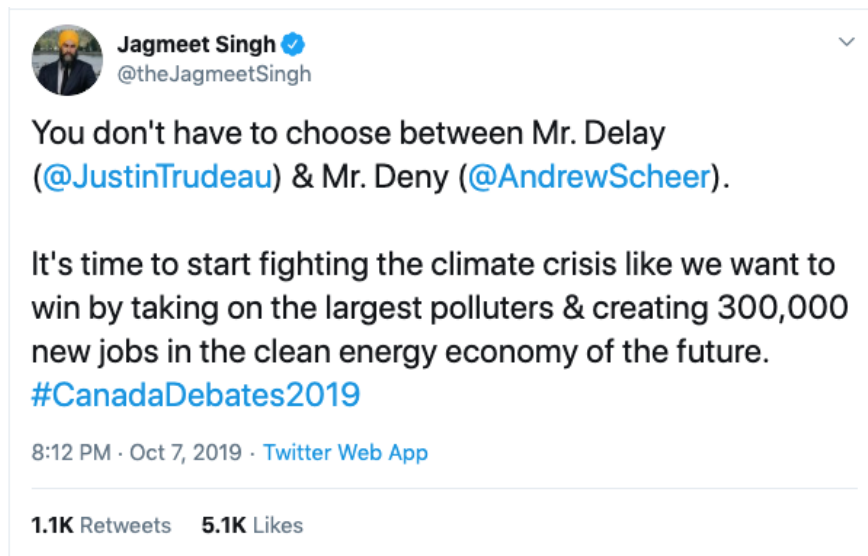 Jagmeet Singh
@theJagmeetSingh
You don't have to choose between Mr. Delay
(@JustinTrudeau) & Mr. Deny (@AndrewScheer).
It's time to start fighting the climate crisis like we want to
win by taking on the largest polluters & creating 300,000
new jobs in the clean energy economy of the future.
#CanadaDebates2019
8:12 PM · Oct 7, 2019 · Twitter Web App
1.1K Retweets 5.1K Likes